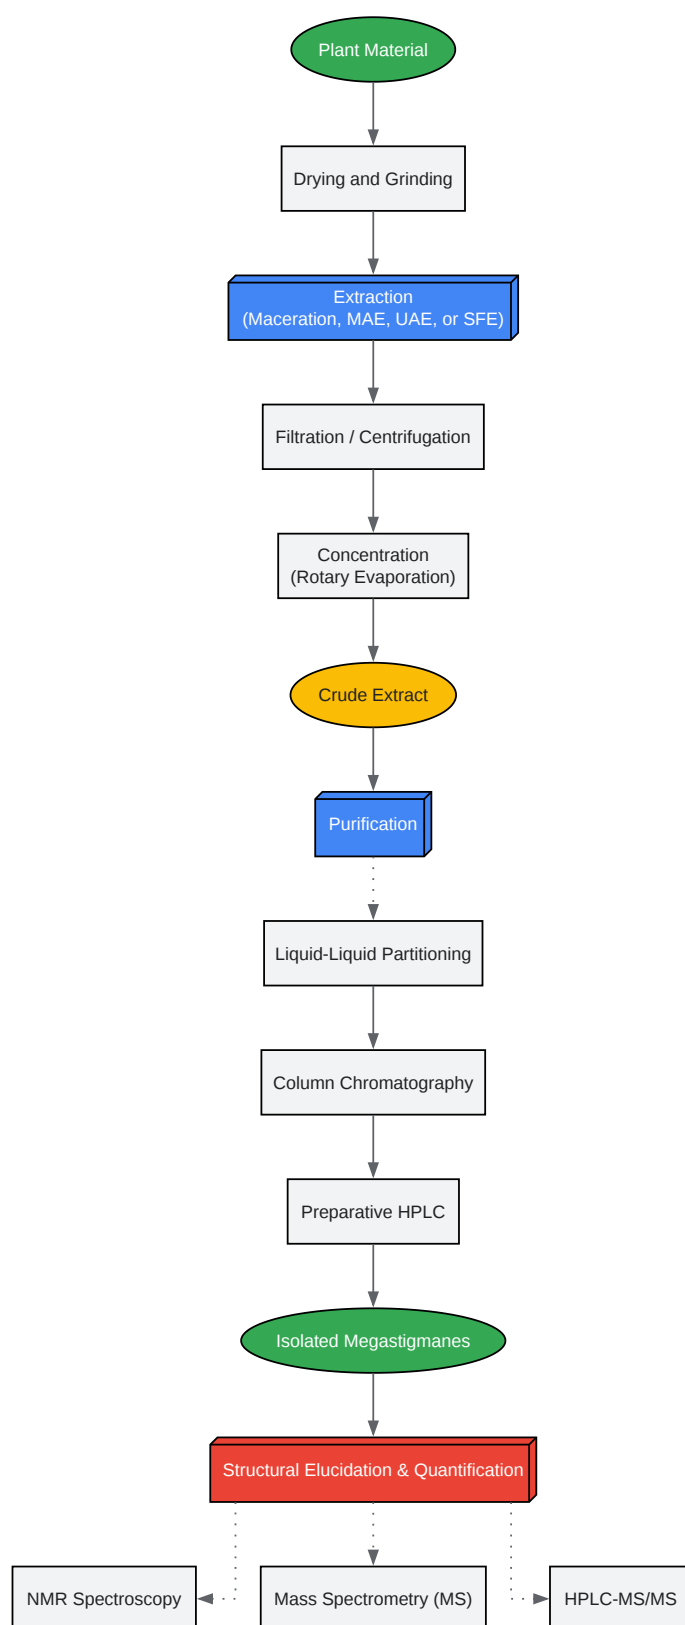 Plant Material
Drying and Grinding
Extraction
(Maceration, MAE, UAE, or SFE)
Filtration / Centrifugation
Concentration
(Rotary Evaporation)
Crude Extract
Purification
Liquid-Liquid Partitioning
Column Chromatography
Preparative HPLC
Isolated Megastigmanes
Structural Elucidation & Quantification
NMR Spectroscopy
Mass Spectrometry (MS)
HPLC-MS/MS